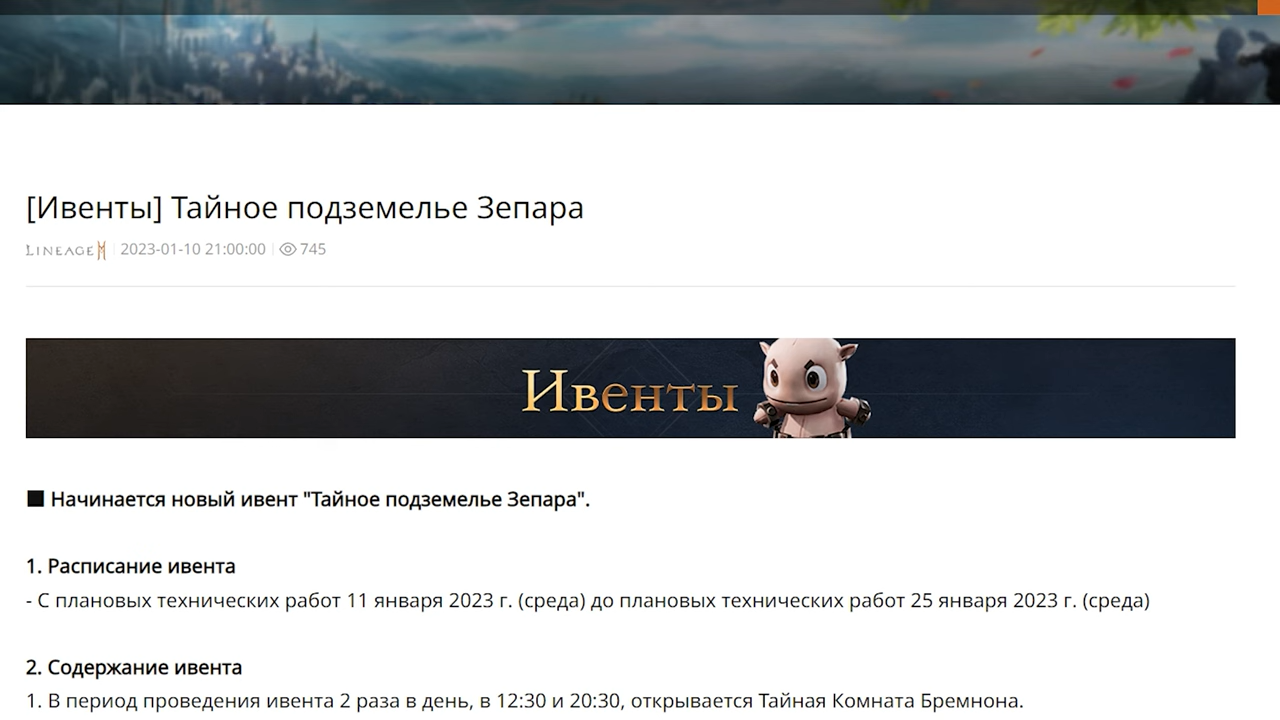 [Ивенты] Тайное подземелье Зепара
LINEAGE M 2023-01-10 21:00:00 745
Ивенты
■ Начинается новый ивент "Тайное подземелье Зепара".
1. Расписание ивента
- С плановых технических работ 11 января 2023 г. (среда) до плановых технических работ 25 января 2023 г. (среда)
2. Содержание ивента
1. В период проведения ивента 2 раза в день, в 12:30 и 20:30, открывается Тайная Комната Бремнона.